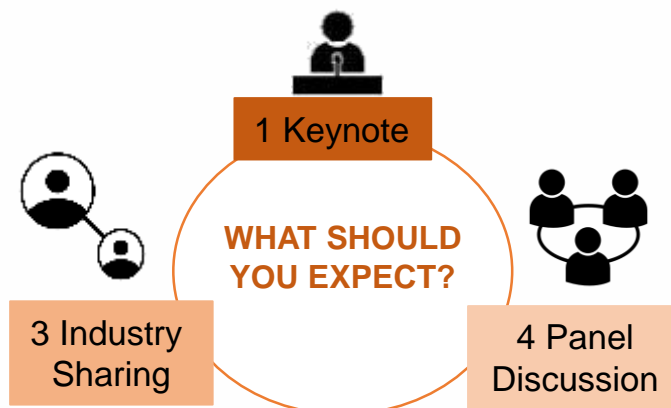 1 Keynote
WHAT SHOULD
YOU EXPECT?
3 Industry
Sharing
4 Panel
Discussion